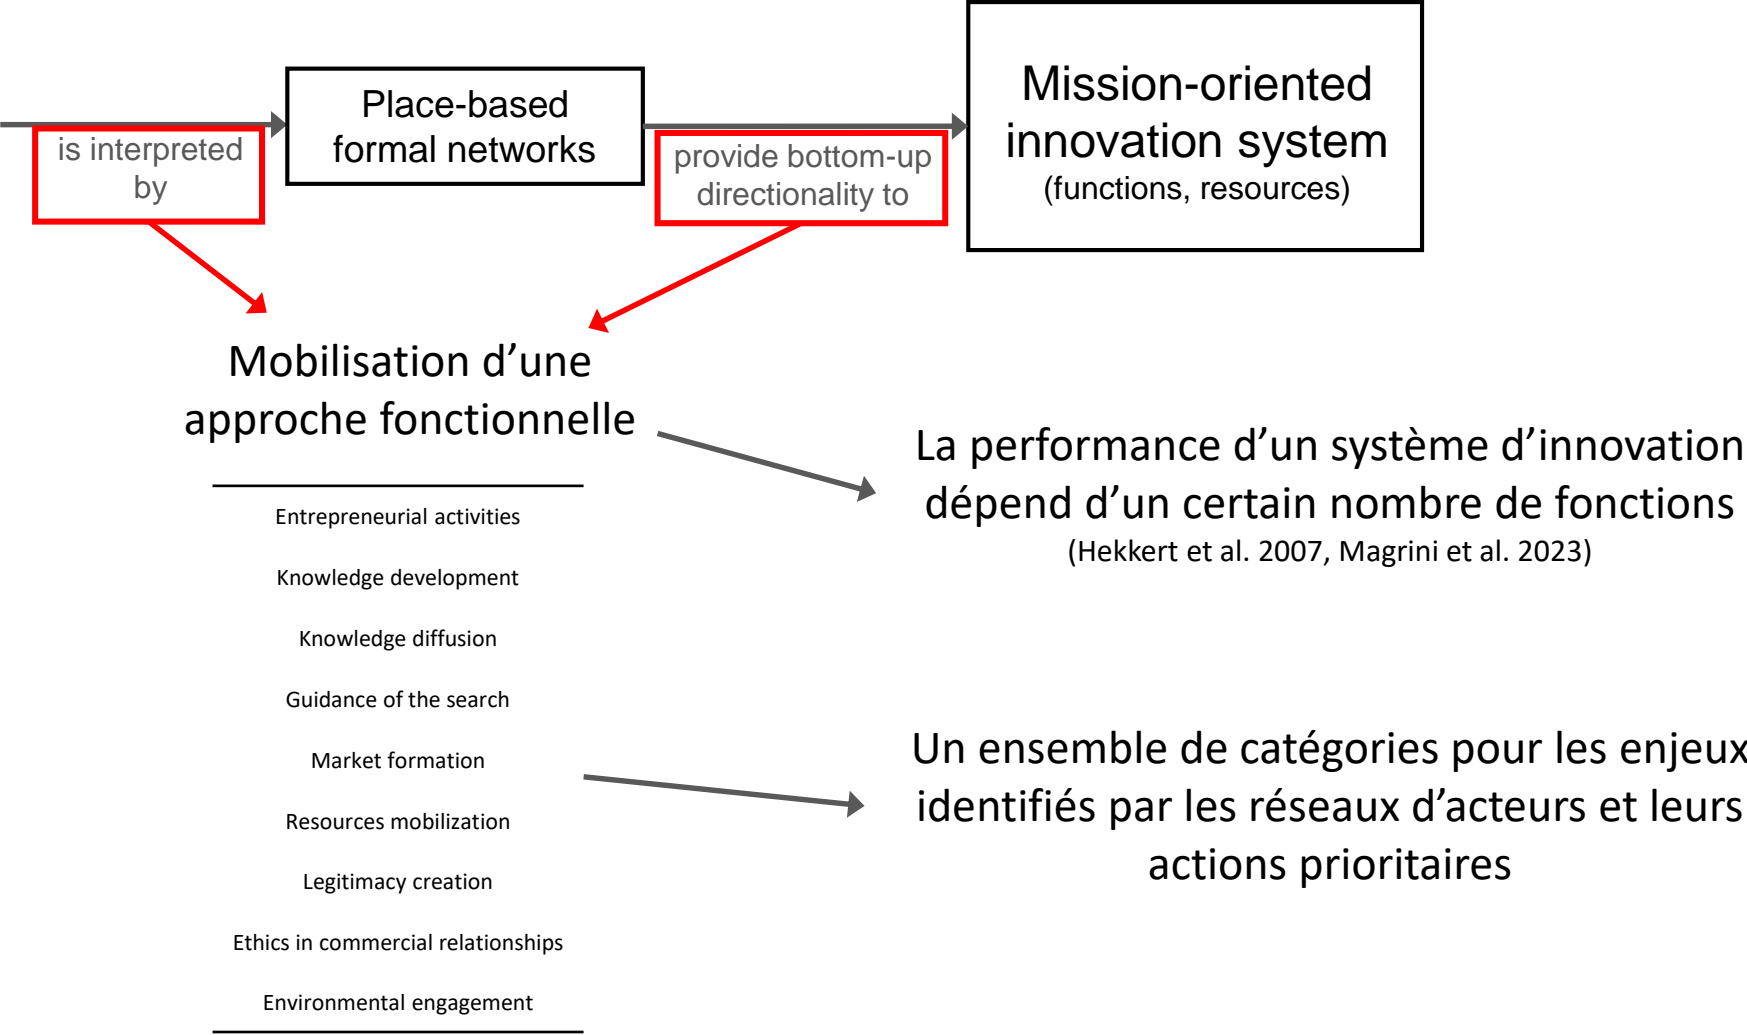 is interpreted
by
Place-based
formal networks
provide bottom-up
directionality to
Mission-oriented
innovation system
(functions, resources)
Mobilisation d’une
approche fonctionnelle
Entrepreneurial activities
Knowledge development
Knowledge diffusion
Guidance of the search
Market formation
Resources mobilization
Legitimacy creation
Ethics in commercial relationships
Environmental engagement
La performance d’un système d’innovation
dépend d’un certain nombre de fonctions
(Hekkert et al. 2007, Magrini et al. 2023)
Un ensemble de catégories pour les enjeux
identifiés par les réseaux d’acteurs et leurs
actions prioritaires